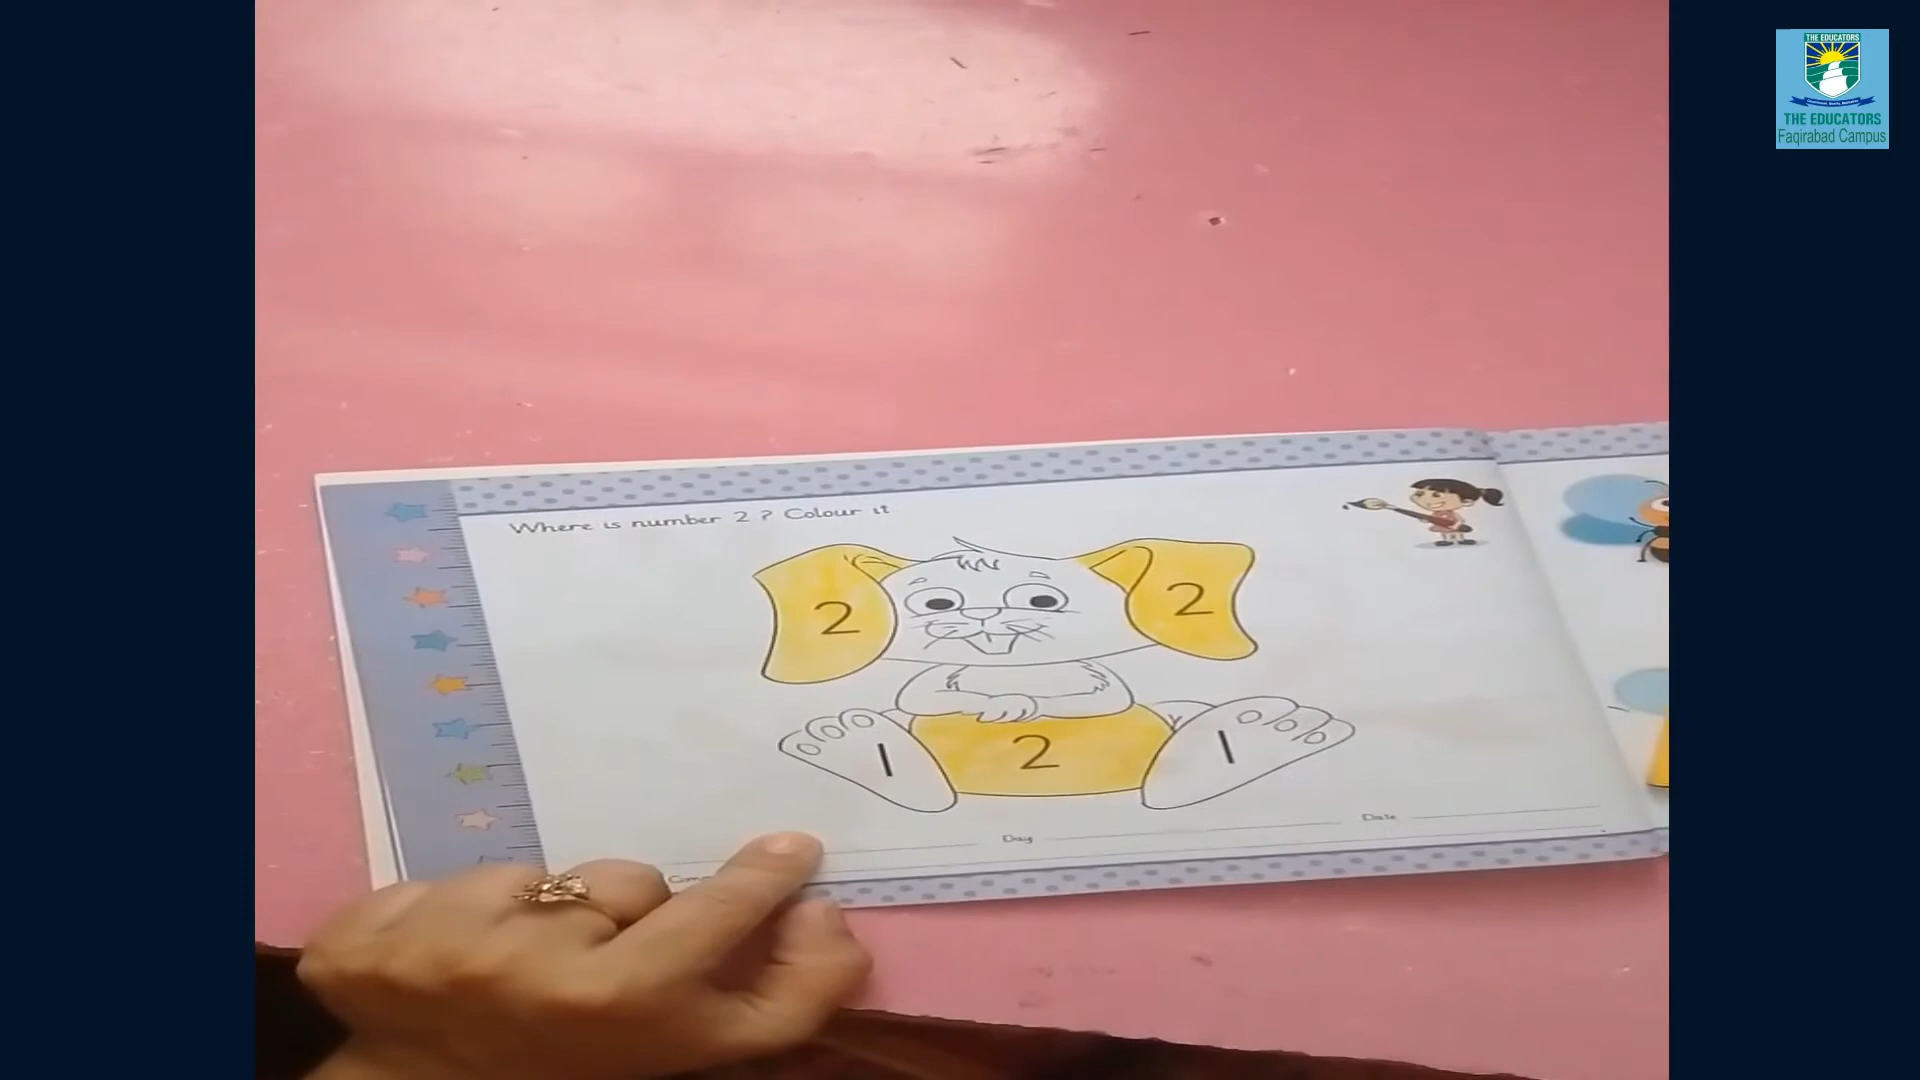 THE EDUCATORS
THE EDUCATORS
Faqirabad Campus
Where is number 2 ? Colour it
2
2
1
2
1
Day
Date